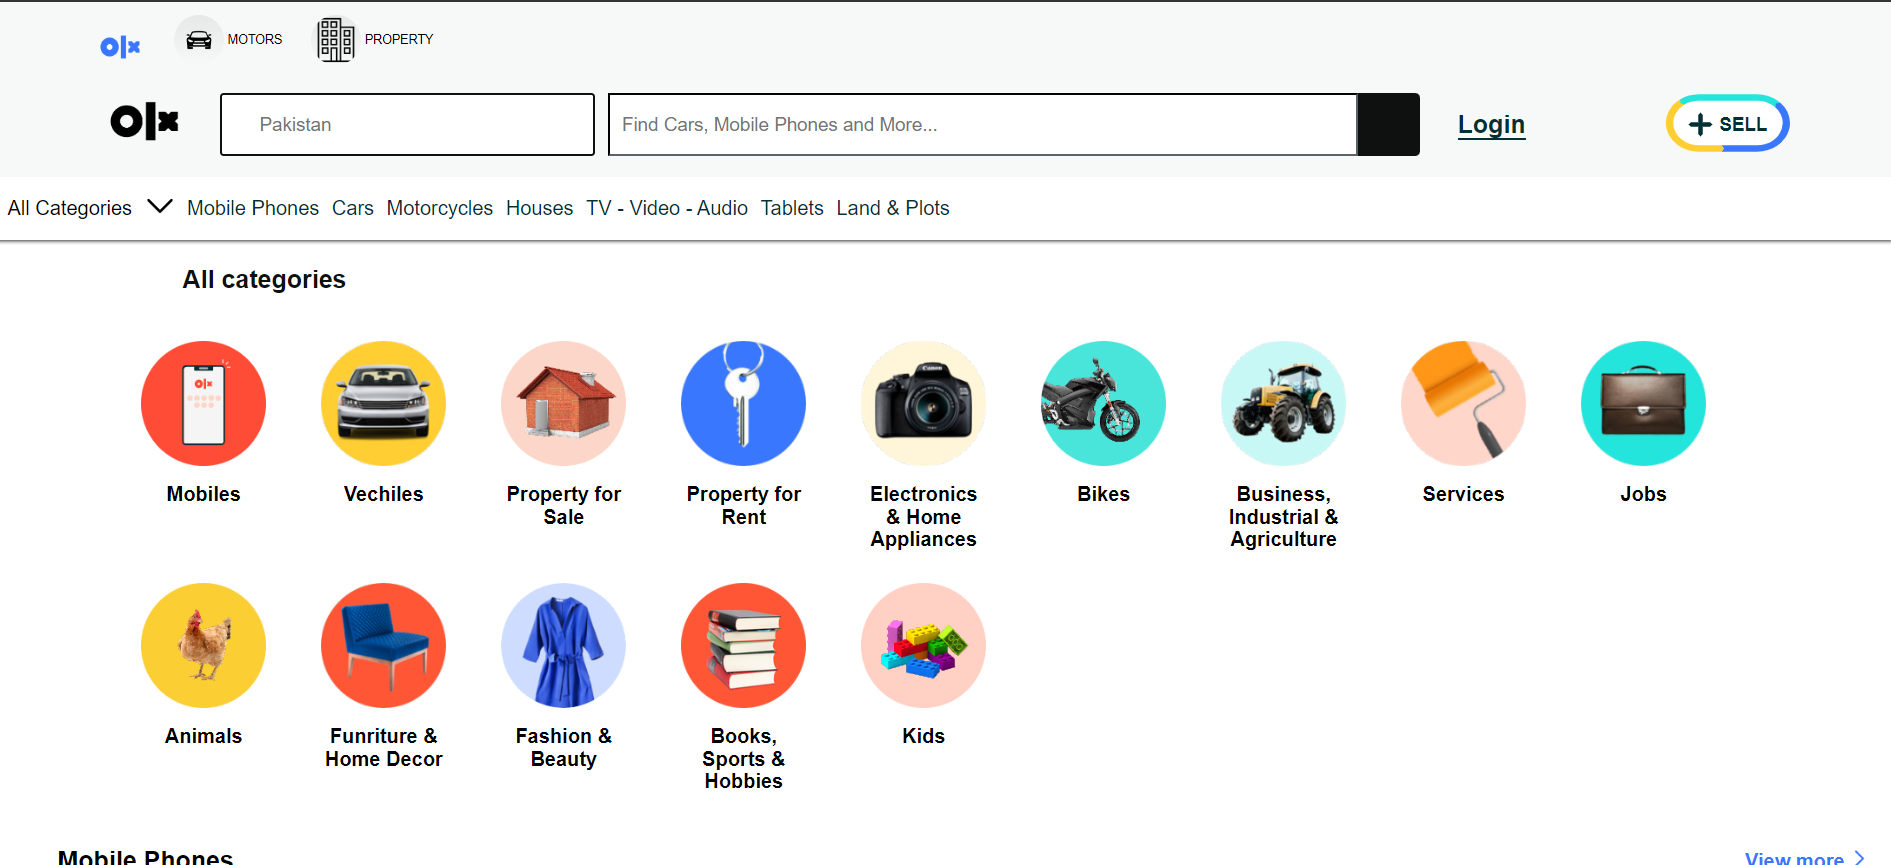 olx MOTORS PROPERTY
olx Pakistan Find Cars, Mobile Phones and More... Login SELL
All Categories Mobile Phones Cars Motorcycles Houses TV - Video - Audio Tablets Land & Plots
All categories
olx
Canon
Mobiles
Vechiles
Property for
Sale
Property for
Rent
Electronics
& Home
Appliances
Bikes
Business,
Industrial &
Agriculture
Services
Jobs
Animals
Funriture &
Home Decor
Fashion &
Beauty
Books,
Sports &
Hobbies
Kids
Mobile Phones View more